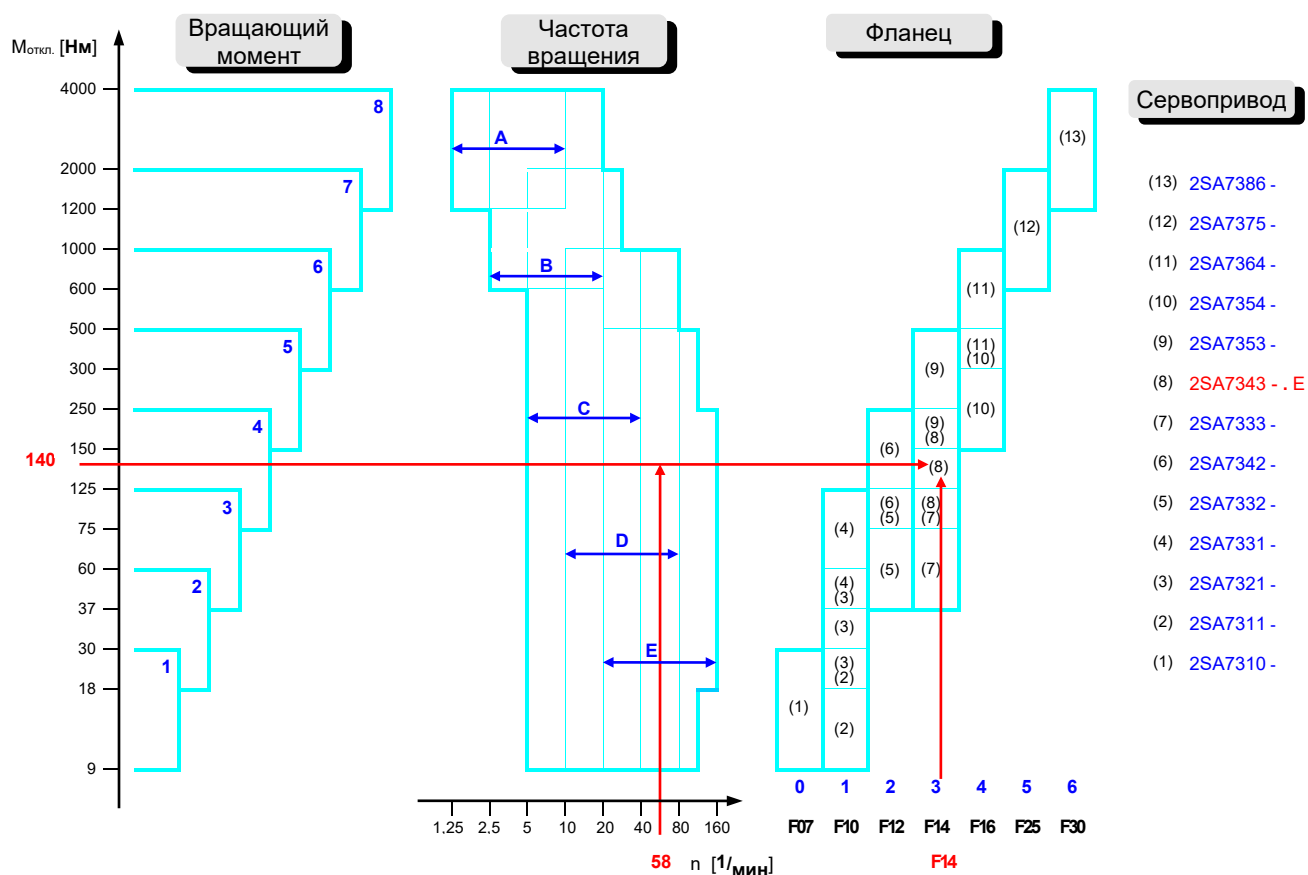 Mоткл. [Нм]
Вращающий
момент
Частота
вращения
Фланец
Сервопривод
4000
2000
1200
1000
600
500
300
250
150
140
125
75
60
37
30
18
9
8
7
6
5
4
3
2
1
A
B
C
D
E
1.25 2,5 5 10 20 40 80 160
58 n [1/мин]
(13)
(12)
(11)
(11)
(10)
(10)
(9)
(9)
(8)
(8)
(8)
(7)
(7)
(6)
(6)
(5)
(5)
(4)
(4)
(3)
(3)
(3)
(2)
(2)
(1)
0 1 2 3 4 5 6
F07 F10 F12 F14 F16 F25 F30
F14
(13) 2SA7386 -
(12) 2SA7375 -
(11) 2SA7364 -
(10) 2SA7354 -
(9) 2SA7353 -
(8) 2SA7343 - . E
(7) 2SA7333 -
(6) 2SA7342 -
(5) 2SA7332 -
(4) 2SA7331 -
(3) 2SA7321 -
(2) 2SA7311 -
(1) 2SA7310 -